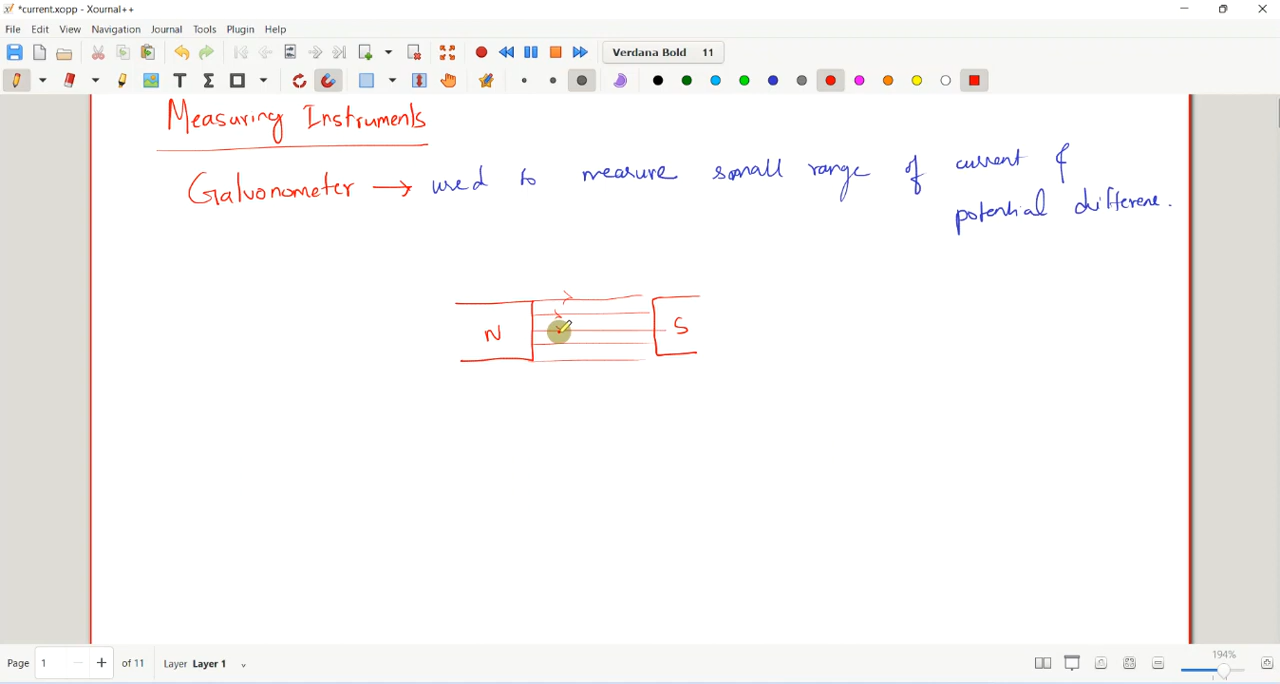 *current.xopp - Xournal++
File Edit View Navigation Journal Tools Plugin Help
Verdana Bold 11
Measuring Instruments
Galvonometer → used to measure small range of current &
potential differene.
N S
Page 1 of 11 Layer Layer 1 194%